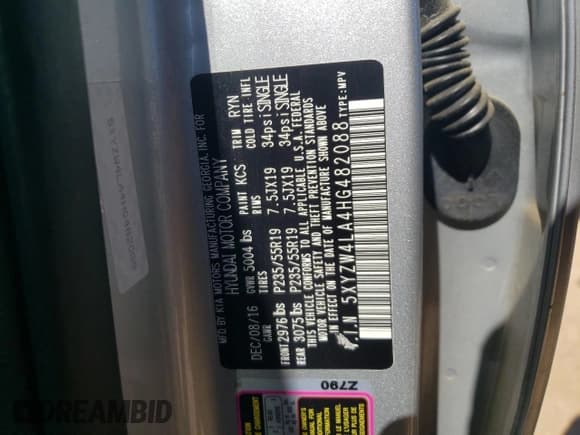 MFG BY KIA MOTORS MANUFACTURING GEORGIA, INC. FOR
HYUNDAI MOTOR COMPANY
DEC/08/16 GVWR 5004 lbs PAINT KCS TRIM RYN
GAWR TIRES RIMS COLD TIRE INFL
FRONT 2976 lbs P235/55R19 7.5JX19 34psi SINGLE
REAR 3075 lbs P235/55R19 7.5JX19 34psi SINGLE
THIS VEHICLE CONFORMS TO ALL APPLICABLE U.S.A. FEDERAL
MOTOR VEHICLE SAFETY AND THEFT PREVENTION STANDARDS
IN EFFECT ON THE DATE OF MANUFACTURE SHOWN ABOVE
V.I.N 5XYZW4LA4HG482088 TYPE: MPV
Z790
DREAMBID